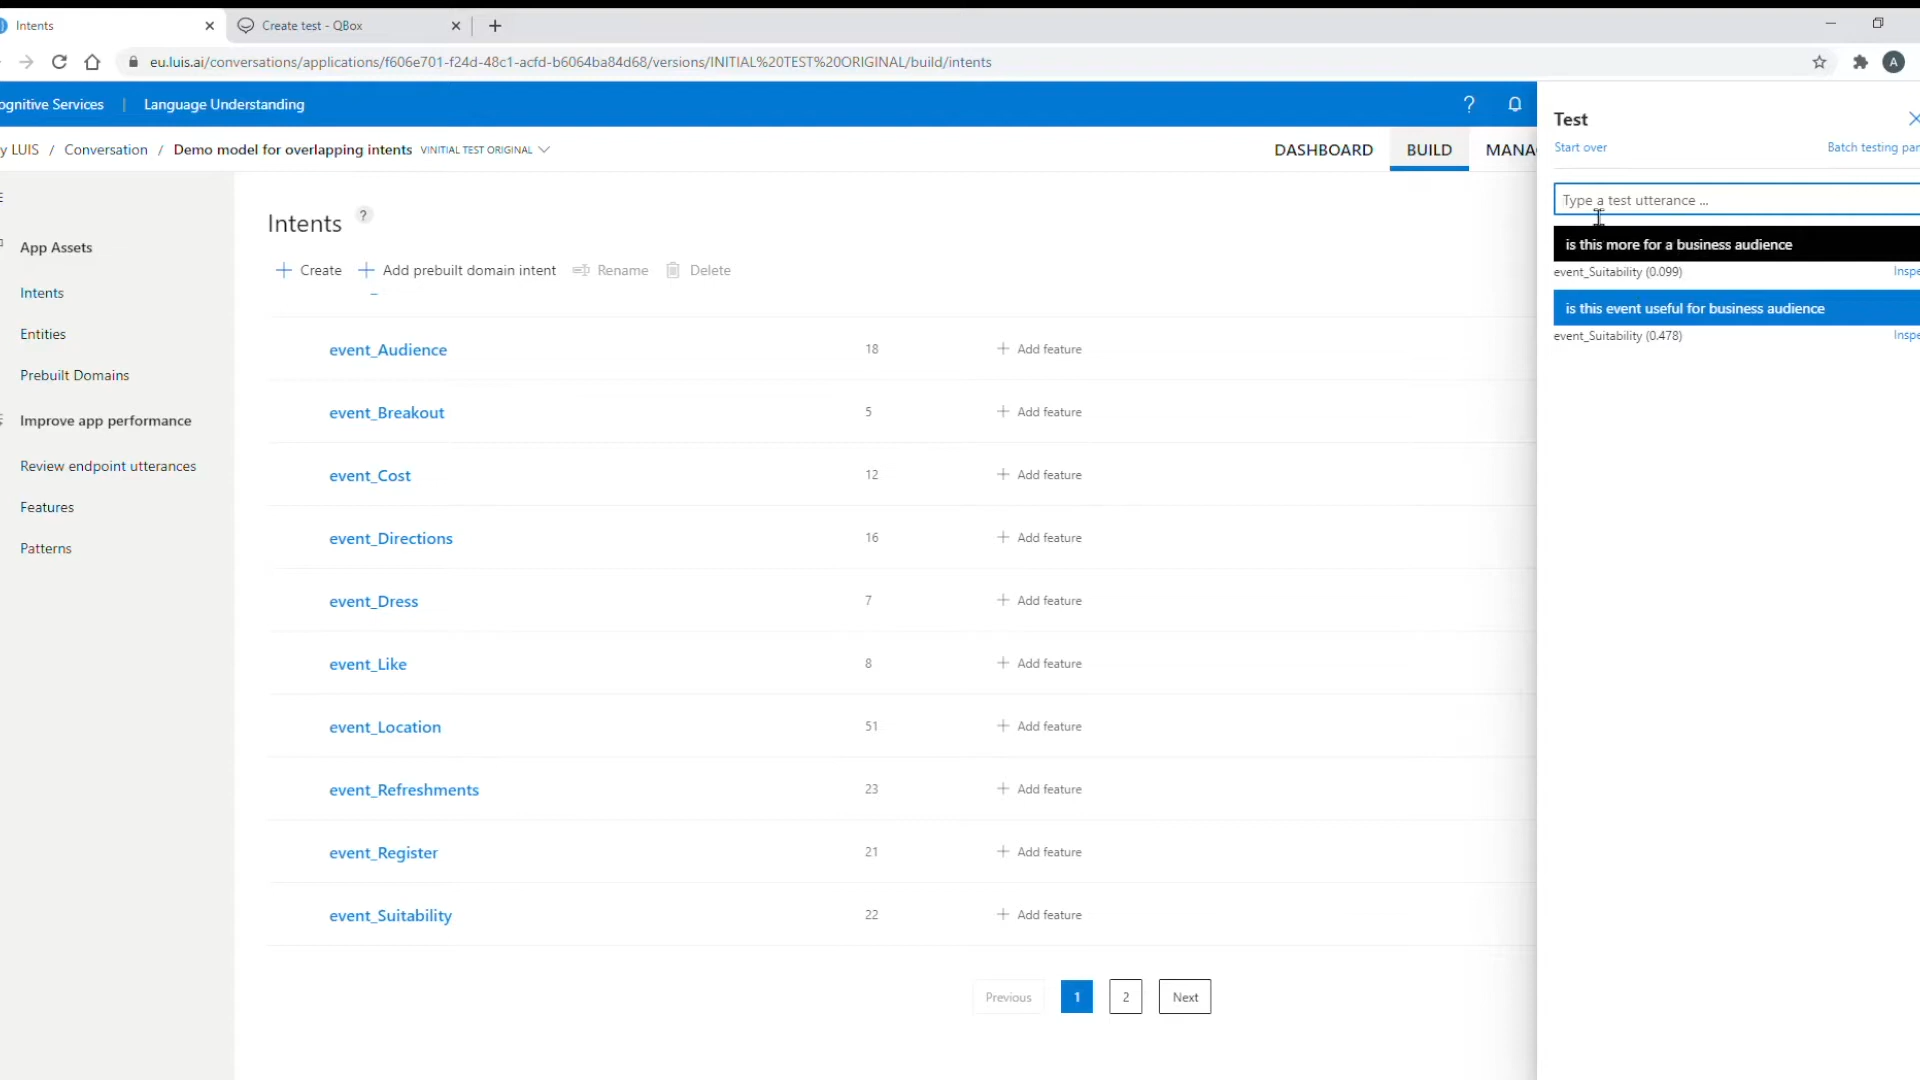 Intents
Create test - QBox
eu.luis.ai/conversations/applications/f606e701-f24d-48c1-acfd-b6064ba84d68/versions/INITIAL%20TEST%20ORIGINAL/build/intents
A
ognitive Services | Language Understanding
?
y LUIS / Conversation / Demo model for overlapping intents VINITIAL TEST ORIGINAL
DASHBOARD BUILD MANA
App Assets
Intents
Entities
Prebuilt Domains
Improve app performance
Review endpoint utterances
Features
Patterns
Intents ?
+ Create + Add prebuilt domain intent Rename Delete
event_Audience 18 + Add feature
event_Breakout 5 + Add feature
event_Cost 12 + Add feature
event_Directions 16 + Add feature
event_Dress 7 + Add feature
event_Like 8 + Add feature
event_Location 51 + Add feature
event_Refreshments 23 + Add feature
event_Register 21 + Add feature
event_Suitability 22 + Add feature
Previous 1 2 Next
Test
Start over Batch testing pan
Type a test utterance ...
is this more for a business audience
event_Suitability (0.099) Inspe
is this event useful for business audience
event_Suitability (0.478) Inspe